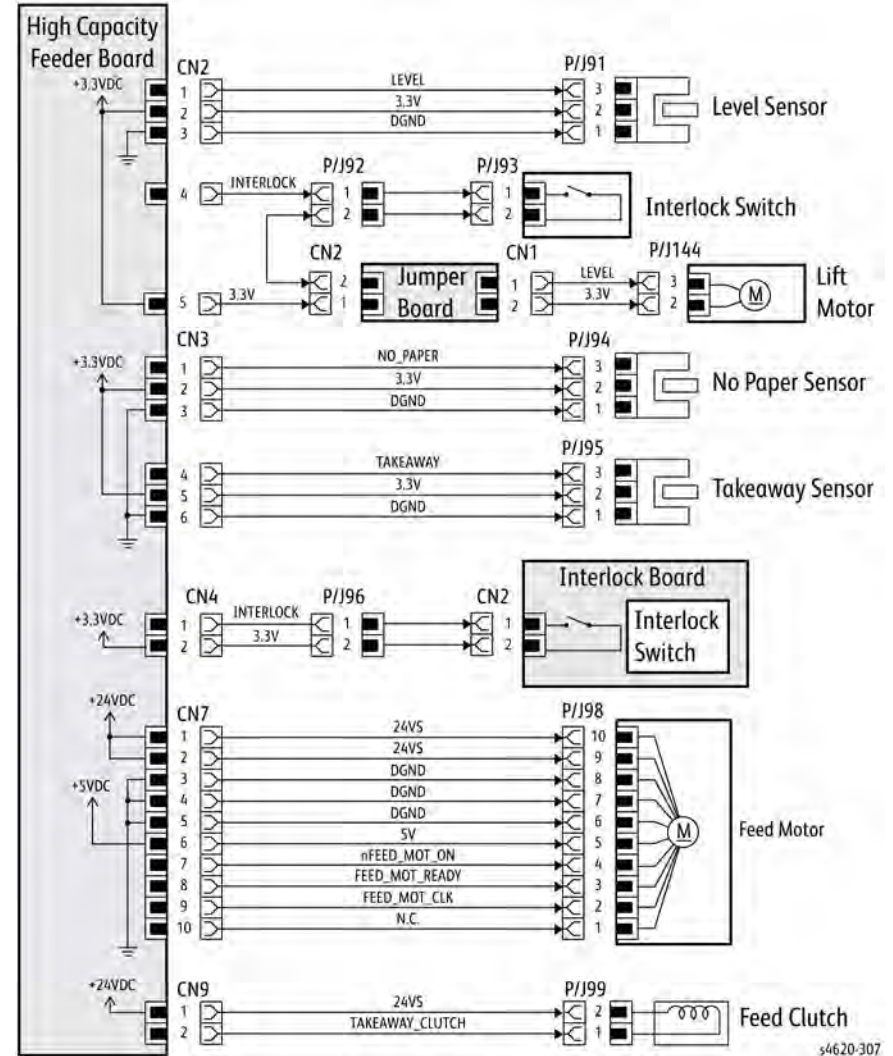 High Capacity
Feeder Board
+3.3VDC
CN2
P/J91
1 LEVEL 3
2 3.3V 2
3 DGND 1
Level Sensor
P/J92 P/J93
4 INTERLOCK 1 1
2 2
Interlock Switch
CN2 CN1 P/J144
2 Jumper 1 LEVEL 3 Lift
5 3.3V 1 Board 2 3.3V 2 M Motor
CN3 P/J94
+3.3VDC
1 NO_PAPER 3
2 3.3V 2
3 DGND 1
No Paper Sensor
P/J95
4 TAKEAWAY 3
5 3.3V 2
6 DGND 1
Takeaway Sensor
Interlock Board
CN4 P/J96 CN2
+3.3VDC
1 INTERLOCK 1 1
2 3.3V 2 2
Interlock
Switch
+24VDC
CN7 P/J98
1 24VS 10
2 24VS 9
3 DGND 8
+5VDC
4 DGND 7
5 DGND 6
6 5V 5
7 nFEED_MOT_ON 4
8 FEED_MOT_READY 3
9 FEED_MOT_CLK 2
10 N.C. 1
M
Feed Motor
+24VDC
CN9 P/J99
1 24VS 2
2 TAKEAWAY_CLUTCH 1
Feed Clutch
s4620-307